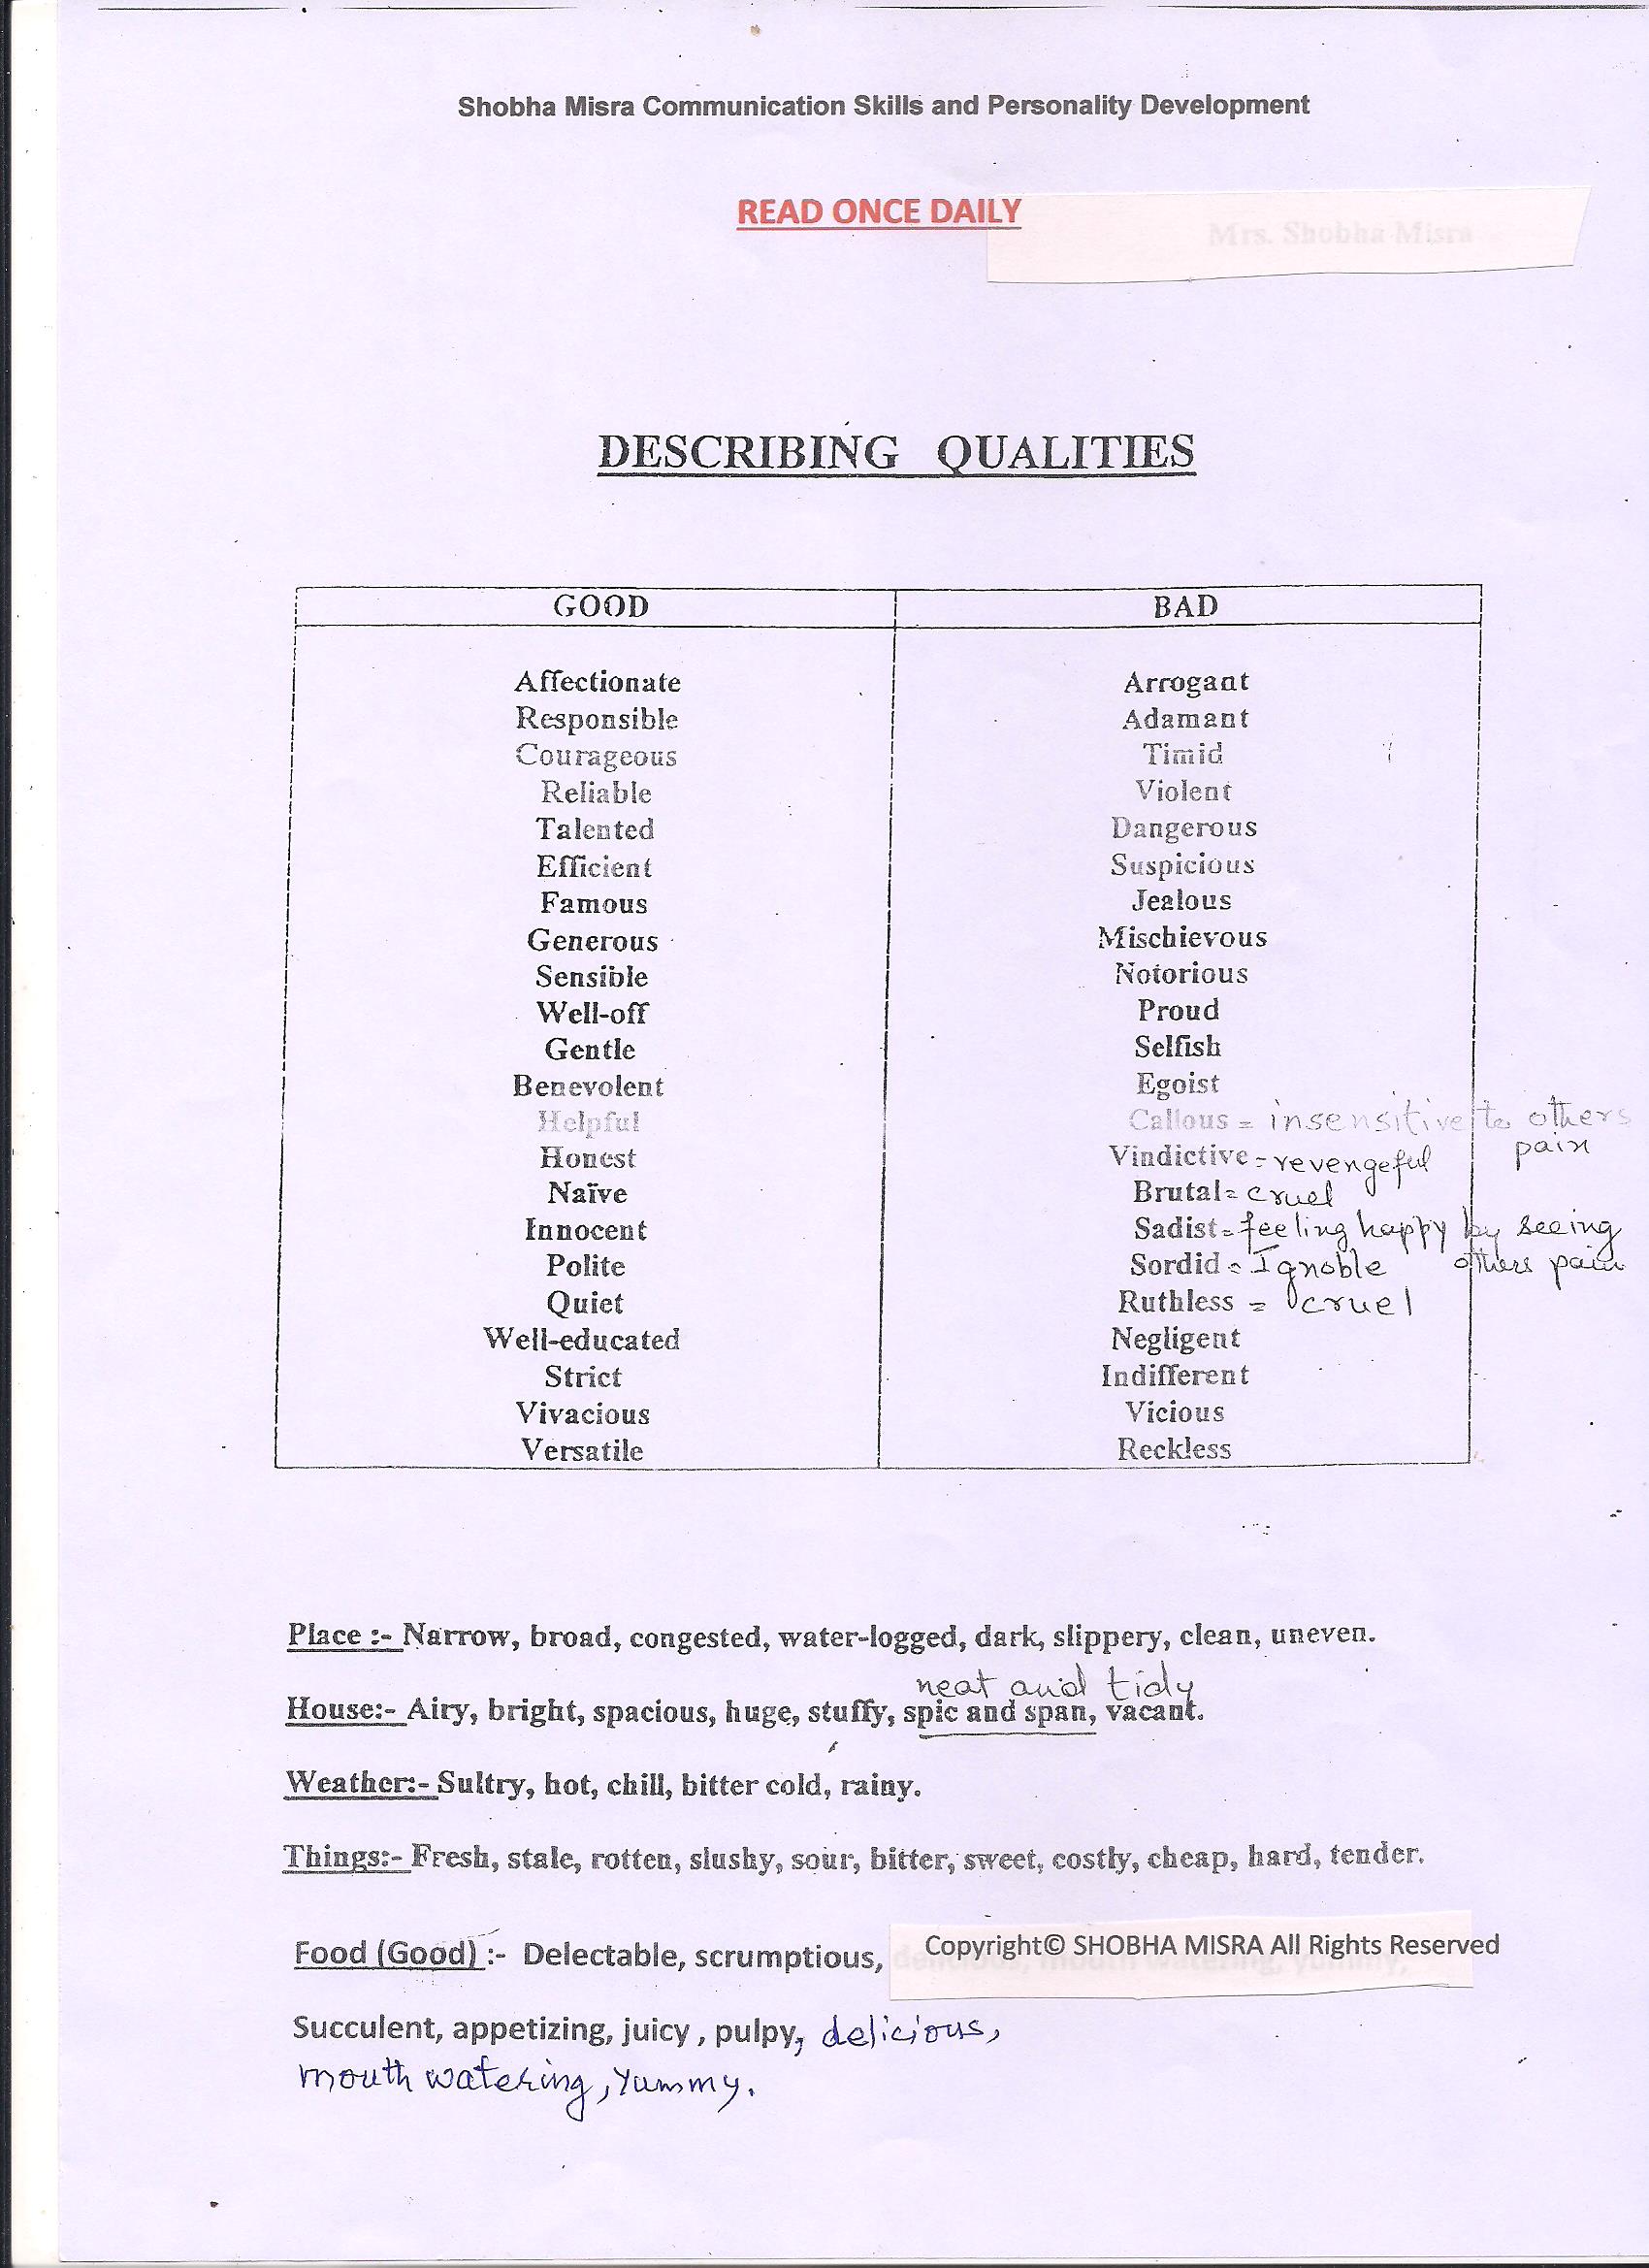 Shobha Misra Communication Skills and Personality Development
READ ONCE DAILY
Mrs. Shobha Misra
DESCRIBING QUALITIES
GOOD BAD
Affectionate Arrogant
Responsible Adamant
Courageous Timid
Reliable Violent
Talented Dangerous
Efficient Suspicious
Famous Jealous
Generous Mischievous
Sensible Notorious
Well-off Proud
Gentle Selfish
Benevolent Egoist
Helpful Callous = insensitive to others
pain
Honest Vindictive = revengeful
Naïve Brutal = cruel
Innocent Sadist = feeling happy by seeing
others pain
Polite Sordid = Ignoble
Quiet Ruthless = cruel
Well-educated Negligent
Strict Indifferent
Vivacious Vicious
Versatile Reckless
Place :- Narrow, broad, congested, water-logged, dark, slippery, clean, uneven.
neat and tidy
House:- Airy, bright, spacious, huge, stuffy, spic and span, vacant.
Weather:- Sultry, hot, chill, bitter cold, rainy.
Things:- Fresh, stale, rotten, slushy, sour, bitter, sweet, costly, cheap, hard, tender.
Food (Good) :- Delectable, scrumptious, delicious, mouth watering, yummy,
Copyright© SHOBHA MISRA All Rights Reserved
Succulent, appetizing, juicy , pulpy, delicious,
mouth watering, yummy.